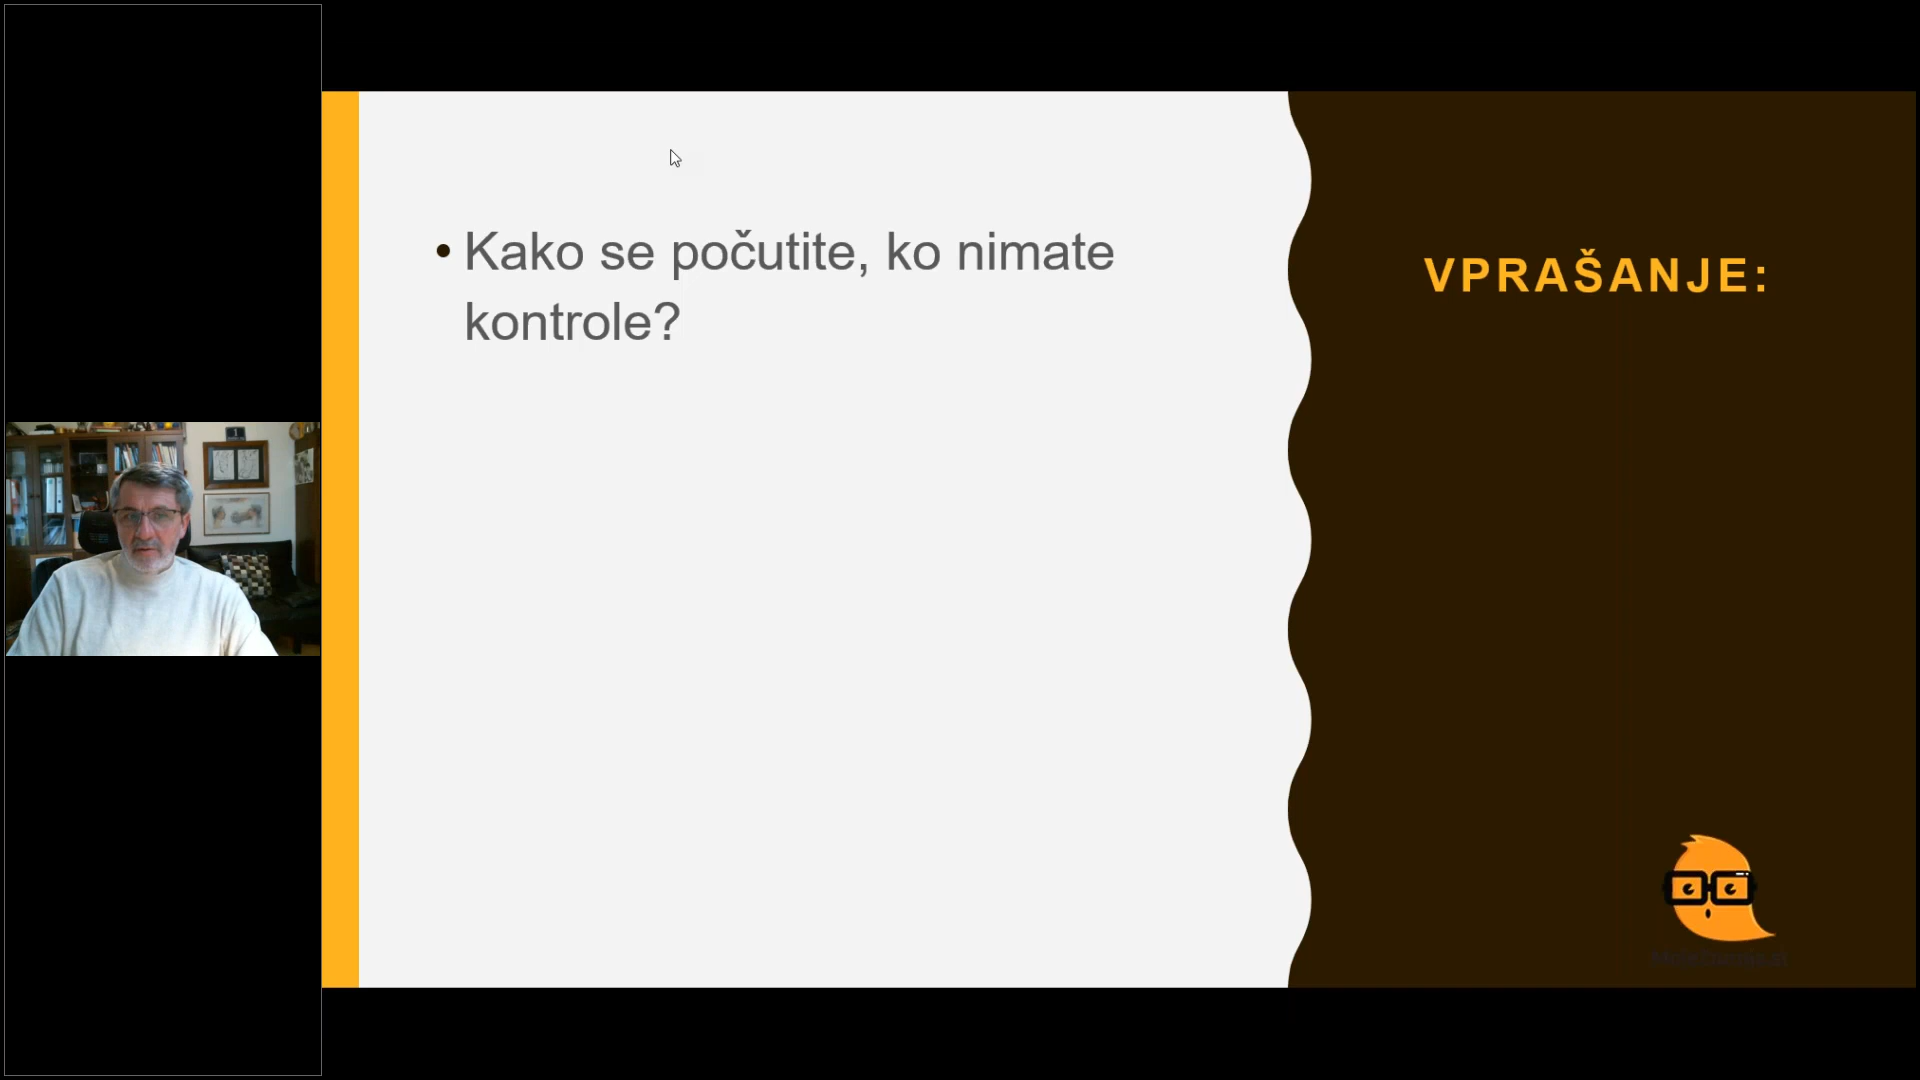 • Kako se počutite, ko nimate
kontrole?
VPRAŠANJE: